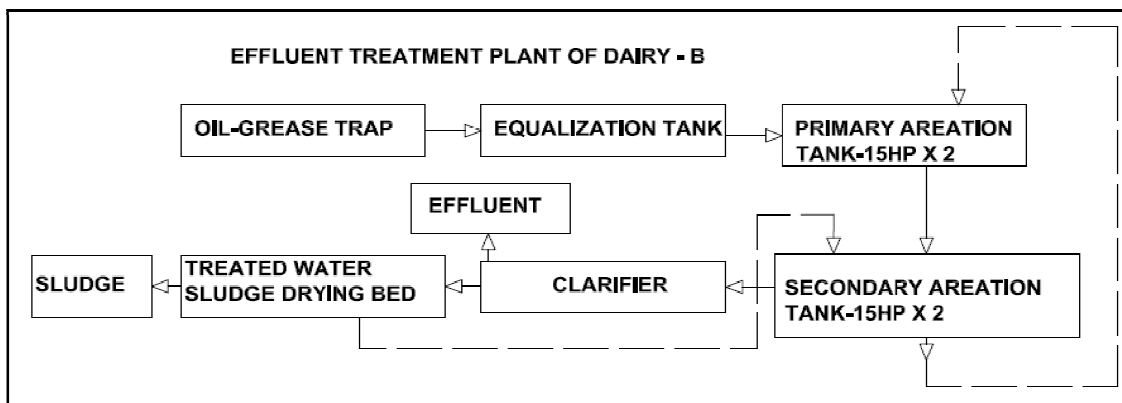 EFFLUENT TREATMENT PLANT OF DAIRY - B
OIL-GREASE TRAP
EQUALIZATION TANK
PRIMARY AREATION
TANK-15HP X 2
EFFLUENT
SLUDGE
TREATED WATER
SLUDGE DRYING BED
CLARIFIER
SECONDARY AREATION
TANK-15HP X 2